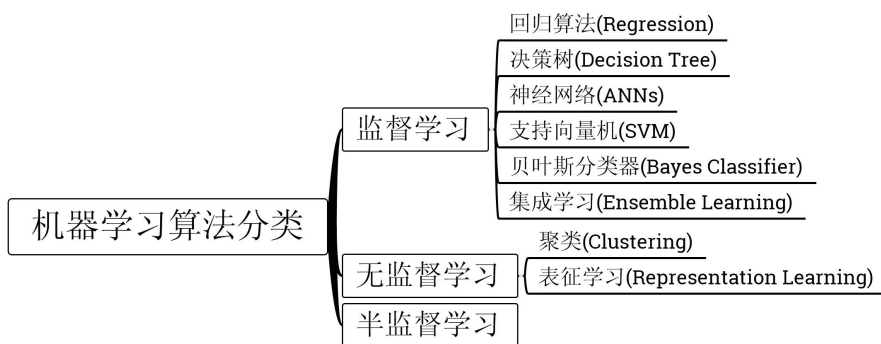 机器学习算法分类
监督学习
回归算法(Regression)
决策树(Decision Tree)
神经网络(ANNs)
支持向量机(SVM)
贝叶斯分类器(Bayes Classifier)
集成学习(Ensemble Learning)
无监督学习
聚类(Clustering)
表征学习(Representation Learning)
半监督学习